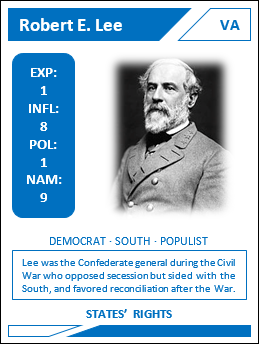 Robert E. Lee
VA
EXP:
1
INFL:
8
POL:
1
NAM:
9
DEMOCRAT · SOUTH · POPULIST
Lee was the Confederate general during the Civil
War who opposed secession but sided with the
South, and favored reconciliation after the War.
STATES' RIGHTS